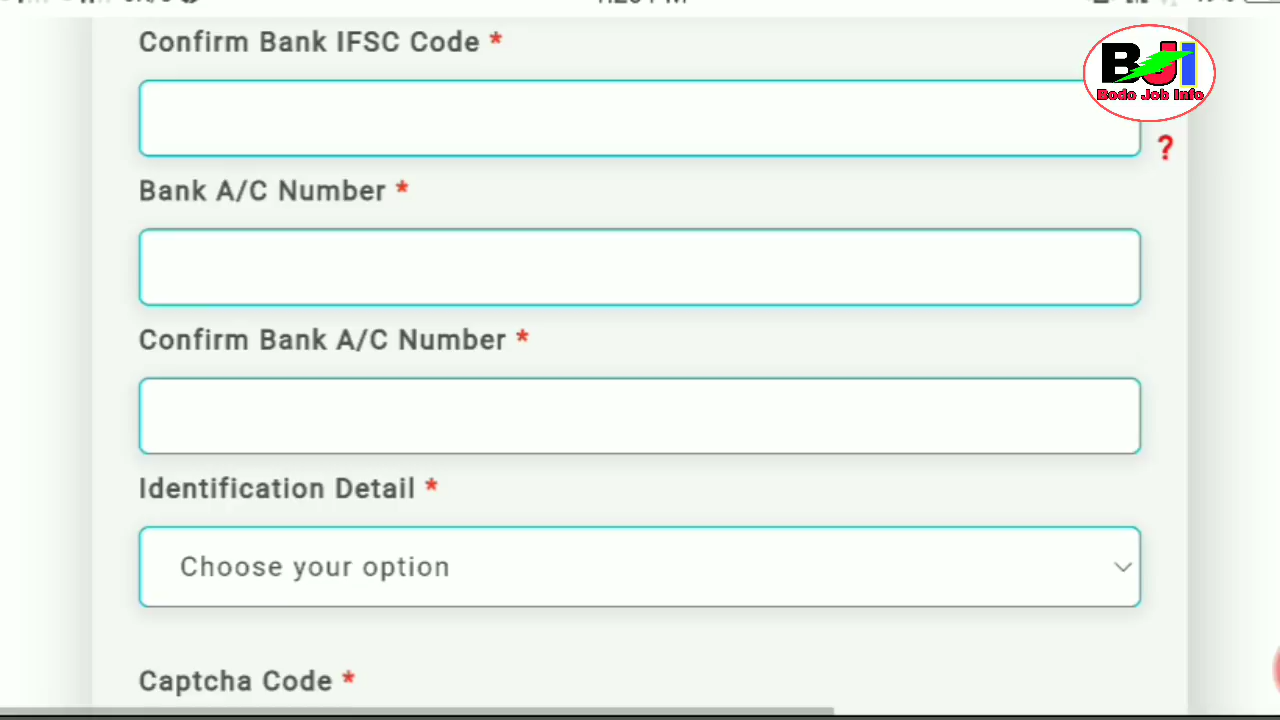 Confirm Bank IFSC Code *
BJI
Bodo Job Info
?
Bank A/C Number *
Confirm Bank A/C Number *
Identification Detail *
Choose your option
Captcha Code *